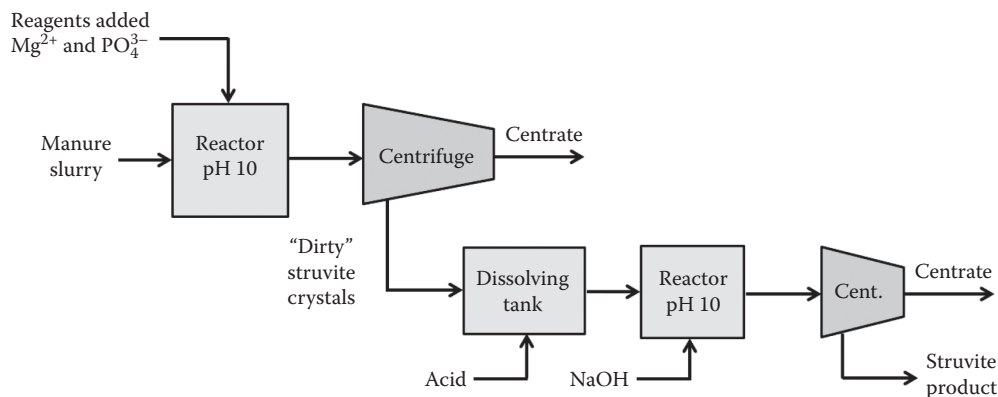 Reagents added
Mg²⁺ and PO₄³⁻
Manure
slurry
Reactor
pH 10
Centrifuge
Centrate
“Dirty”
struvite
crystals
Dissolving
tank
Reactor
pH 10
Cent.
Centrate
Acid
NaOH
Struvite
product